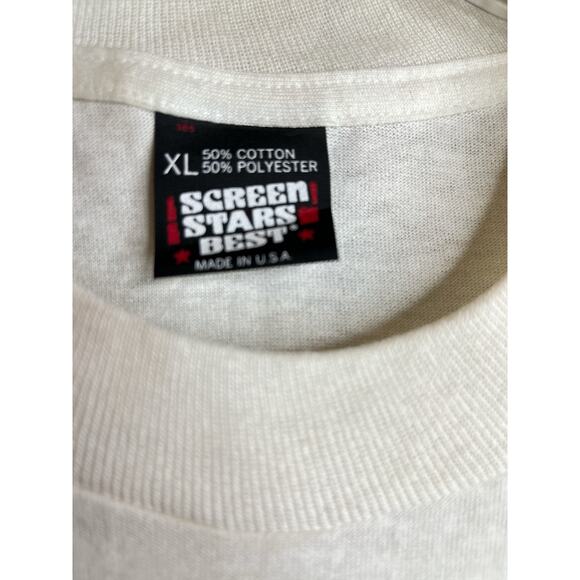 XL 50% COTTON
50% POLYESTER
SCREEN
STARS
BEST®
MADE IN U.S.A